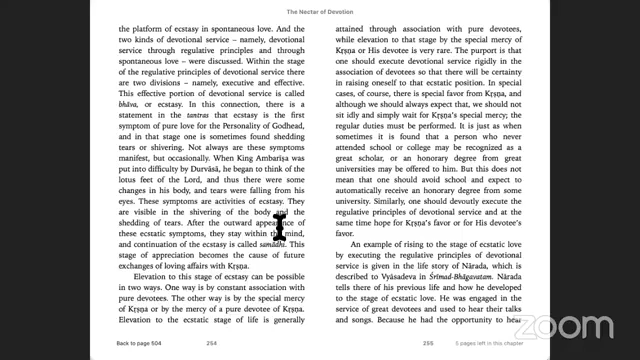 The Nectar of Devotion
the platform of ecstasy in spontaneous love. And the
two kinds of devotional service – namely, devotional
service through regulative principles and through
spontaneous love – were discussed. Within the
stage of the regulative principles of devotional service there
are two divisions – namely, executive and effective.
This effective portion of devotional service is called
bhāva, or ecstasy. In this connection, there is a
statement in the tantras that ecstasy is the first
symptom of pure love for the Personality of Godhead,
and in that stage one is sometimes found shedding
tears or shivering. Not always are these symptoms
manifest, but occasionally. When King Ambarīṣa was
put into difficulty by Durvāsā, he began to think of the
lotus feet of the Lord, and thus there were some
changes in his body, and tears were falling from his
eyes. These symptoms are activities of ecstasy. They
are visible in the shivering of the body and the
shedding of tears. After the outward appearance of
these ecstatic symptoms, they stay within the mind,
and continuation of the ecstasy is called samādhi. This
stage of appreciation becomes the cause of future
exchanges of loving affairs with Kṛṣṇa.
Elevation to this stage of ecstasy can be possible
in two ways. One way is by constant association with
pure devotees. The other way is by the special mercy
of Kṛṣṇa or by the mercy of a pure devotee of Kṛṣṇa.
Elevation to the ecstatic stage of life is generally
Back to page 504
254
attained through association with pure devotees,
while elevation to that stage by the special mercy of
Kṛṣṇa or His devotee is very rare. The purport is that
one should execute devotional service rigidly in the
association of devotees so that there will be certainty
in raising oneself to that ecstatic position. In special
cases, of course, there is special favor from Kṛṣṇa, and
although we should always expect that, we should not
sit idly and simply wait for Kṛṣṇa's special mercy; the
regular duties must be performed. It is just as when
sometimes it is found that a person who never
attended school or college may be recognized as a
great scholar, or an honorary degree from great
universities may be offered to him. But this does not
mean that one should avoid school and expect to
automatically receive an honorary degree from some
university. Similarly, one should devoutly execute the
regulative principles of devotional service and at the
same time hope for Kṛṣṇa's favor or for His devotee's
favor.
An example of rising to the stage of ecstatic love
by executing the regulative principles of devotional
service is given in the life story of Nārada, which is
described to Vyāsadeva in Śrīmad-Bhāgavatam. Nārada
tells there of his previous life and how he developed
to the stage of ecstatic love. He was engaged in the
service of great devotees and used to hear their talks
and songs. Because he had the opportunity to hear
255
5 pages left in this chapter
zoom